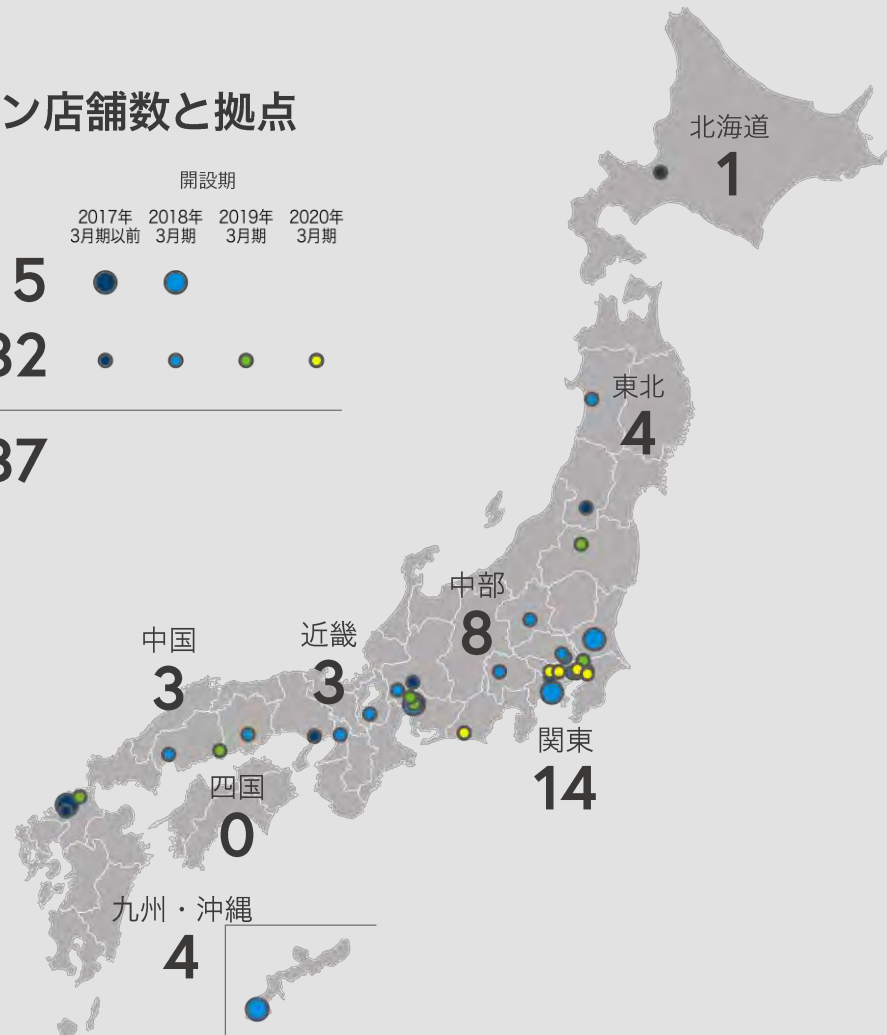 ン店舗数と拠点
開設期
2017年 2018年 2019年 2020年
3月期以前 3月期 3月期 3月期
5
32
37
北海道
1
東北
4
中部
8
近畿
3
中国
3
関東
14
四国
0
九州・沖縄
4